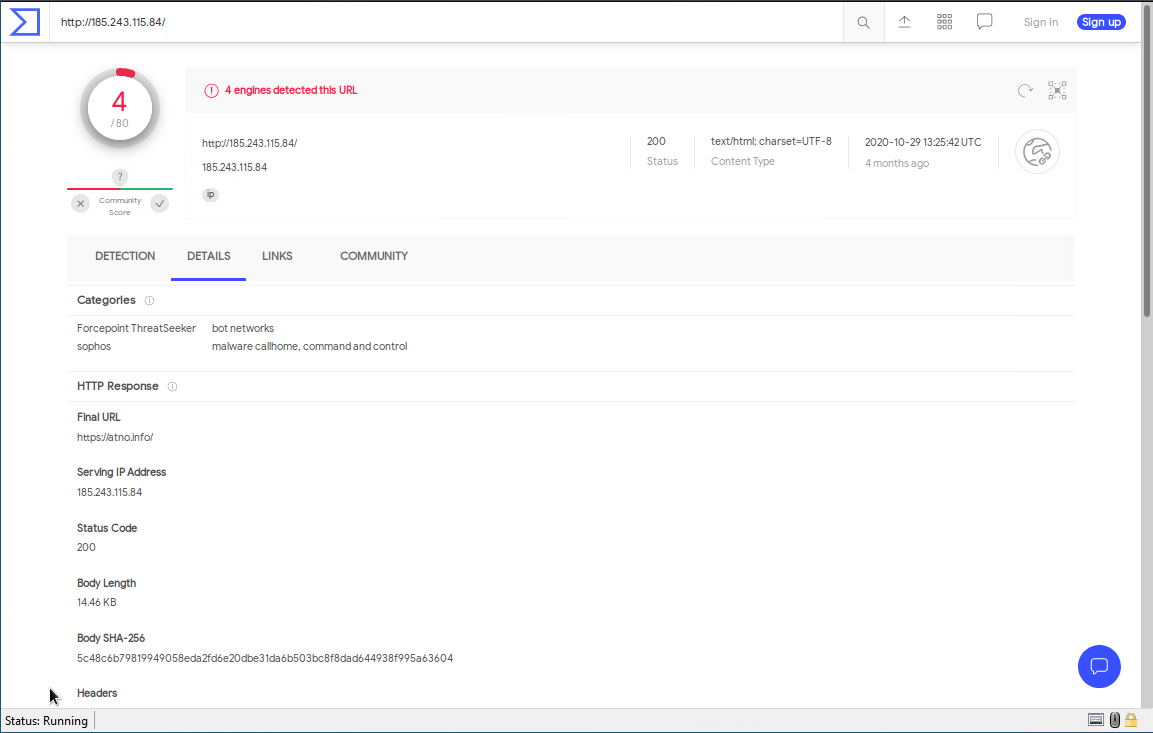 http://185.243.115.84/
Sign in
Sign up
4
/ 80
4 engines detected this URL
?
Community
Score
http://185.243.115.84/
185.243.115.84
ip
200
Status
text/html; charset=UTF-8
Content Type
2020-10-29 13:25:42 UTC
4 months ago
DETECTION
DETAILS
LINKS
COMMUNITY
Categories
Forcepoint ThreatSeeker bot networks
sophos malware callhome, command and control
HTTP Response
Final URL
https://atno.info/
Serving IP Address
185.243.115.84
Status Code
200
Body Length
14.46 KB
Body SHA-256
5c48c6b79819949058eda2fd6e20dbe31da6b503bc8f8dad644938f995a63604
Headers
Status: Running